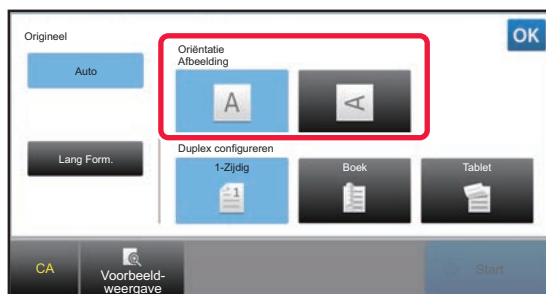 Origineel
OK
Auto
Lang Form.
Oriëntatie
Afbeelding
A
A
Duplex configureren
1-Zijdig
1
Boek
Tablet
CA
Voorbeeld-
weergave
Start